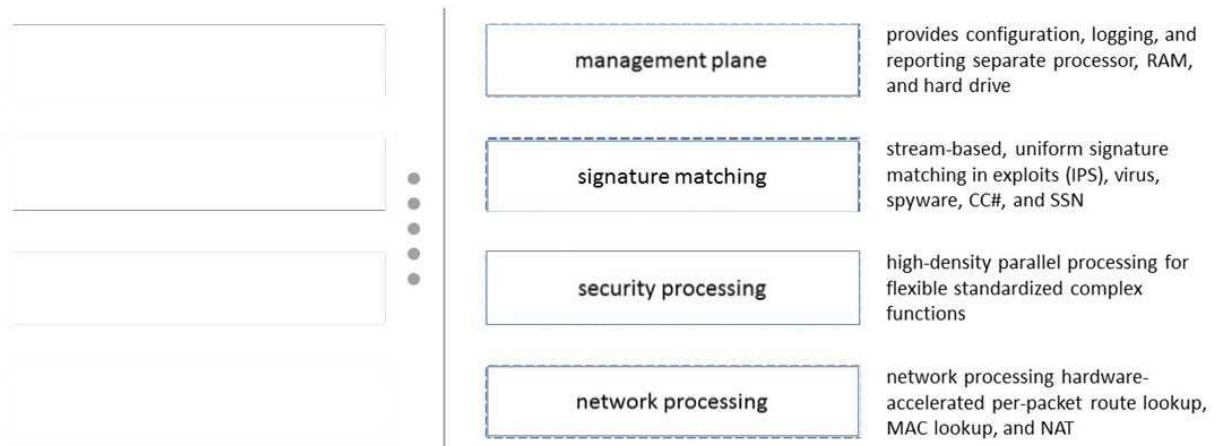 management plane
provides configuration, logging, and
reporting separate processor, RAM,
and hard drive
signature matching
stream-based, uniform signature
matching in exploits (IPS), virus,
spyware, CC#, and SSN
security processing
high-density parallel processing for
flexible standardized complex
functions
network processing
network processing hardware-
accelerated per-packet route lookup,
MAC lookup, and NAT